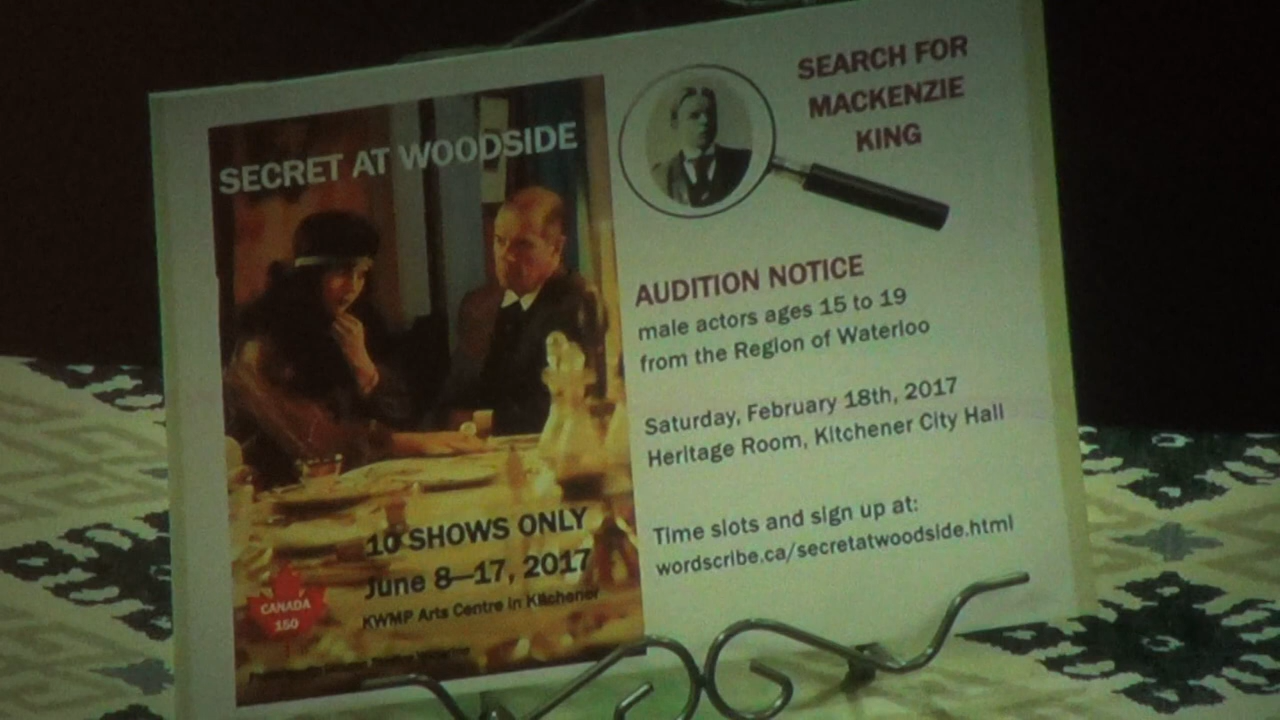 SECRET AT WOODSIDE
10 SHOWS ONLY
June 8—17, 2017
KWMP Arts Centre in Kitchener
CANADA
150
SEARCH FOR
MACKENZIE
KING
AUDITION NOTICE
male actors ages 15 to 19
from the Region of Waterloo
Saturday, February 18th, 2017
Heritage Room, Kitchener City Hall
Time slots and sign up at:
wordscribe.ca/secretatwoodside.html